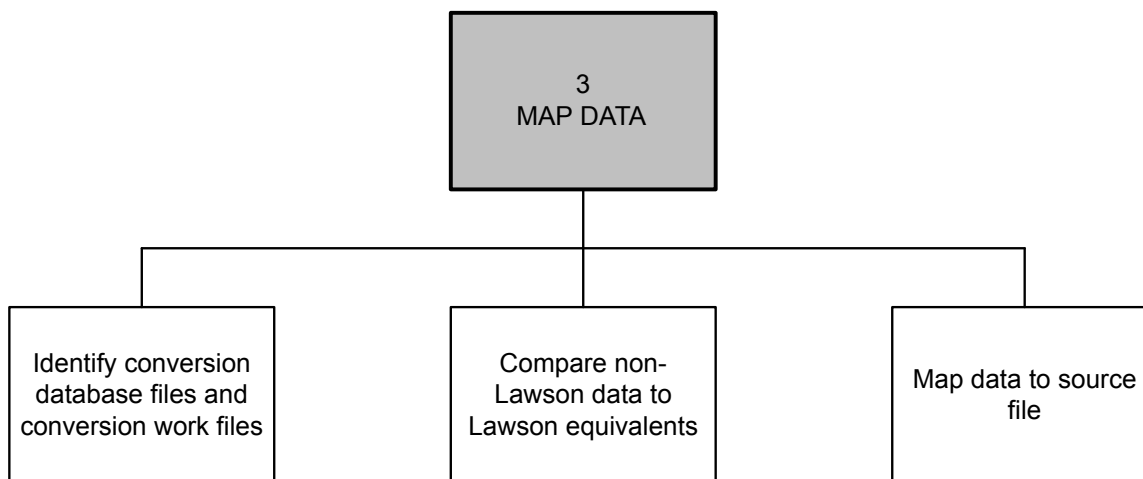 3
MAP DATA
Identify conversion
database files and
conversion work files
Compare non-
Lawson data to
Lawson equivalents
Map data to source
file